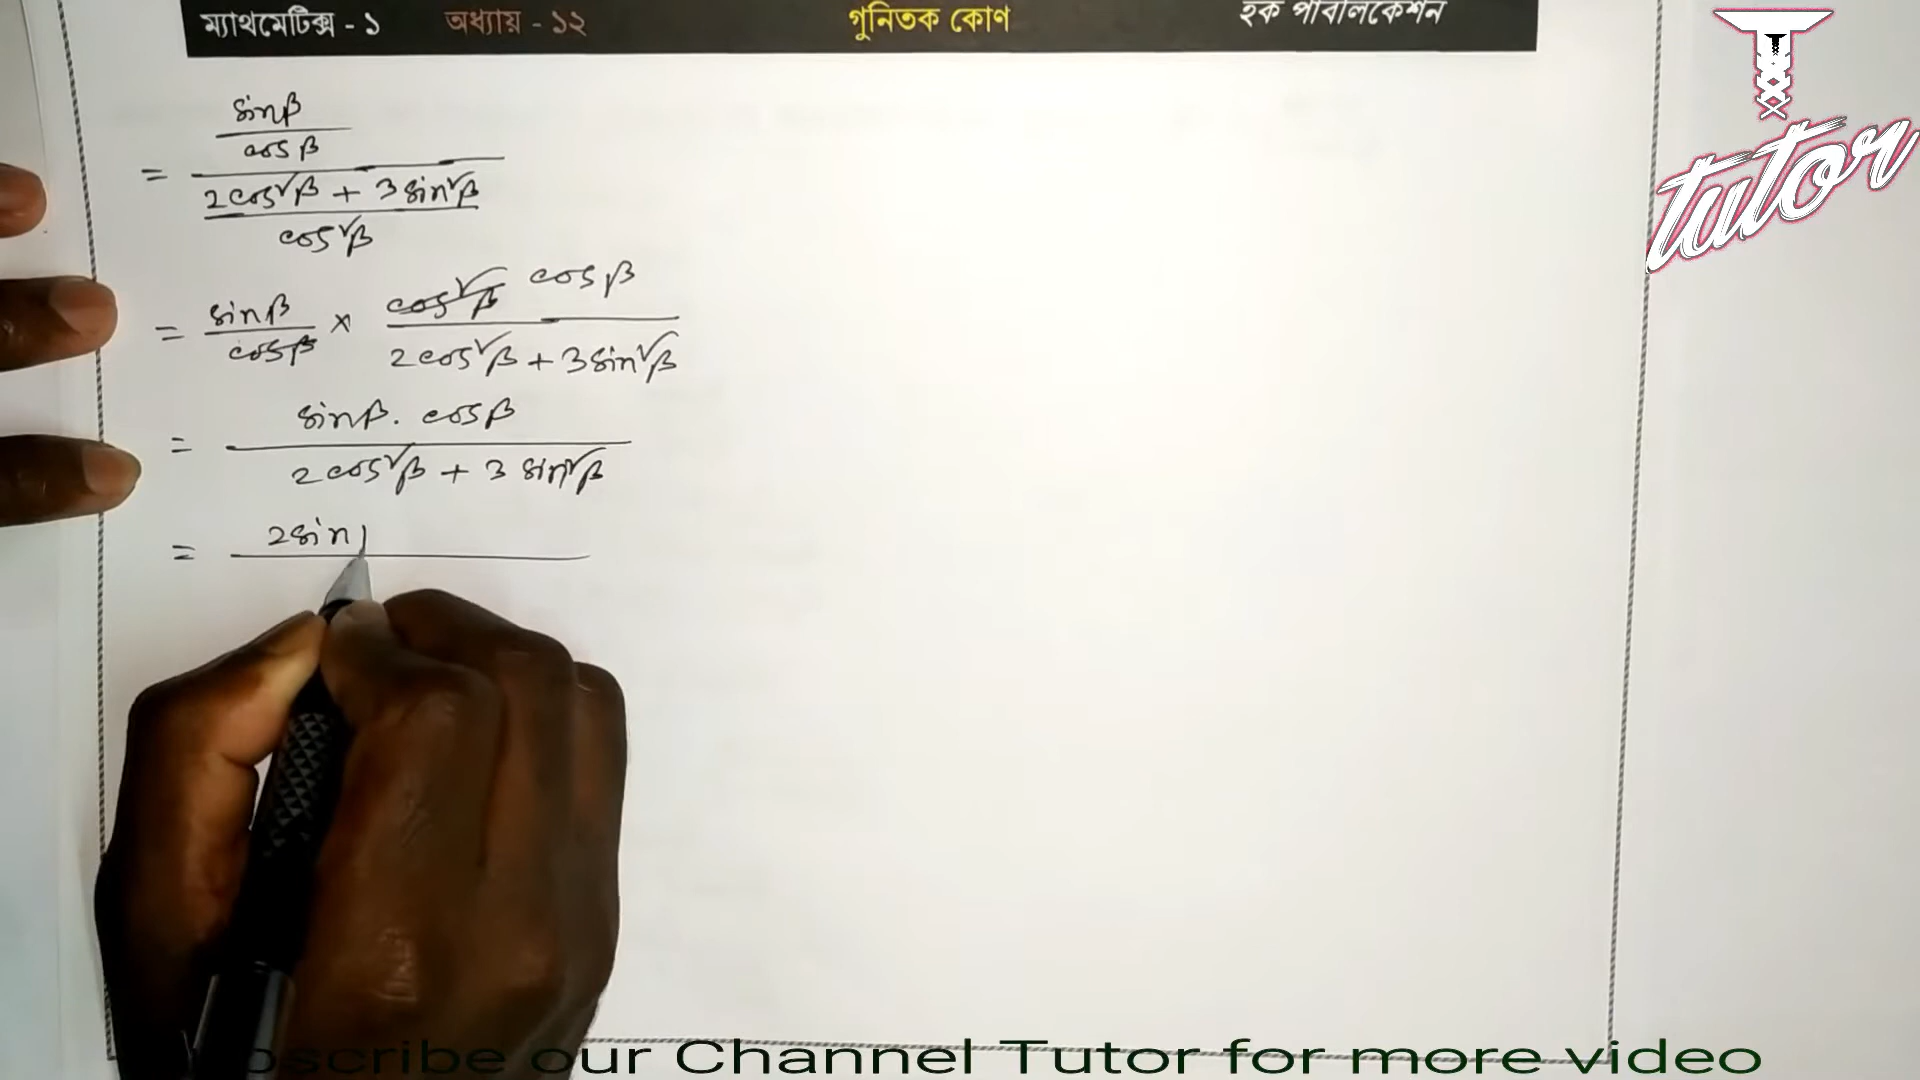 ম্যাথমেটিক্স - ১ অধ্যায় - ১২ গুনিতক কোণ হক পাবলিকেশন
T
tutor
sinβ
cosβ
=
2cos²β + 3sin²β
cos²β
= sinβ/cosβ × cos²β cosβ / 2cos²β + 3sin²β
sinβ. cosβ
=
2cos²β + 3 sin²β
= 2sin
our Channel Tutor for more video